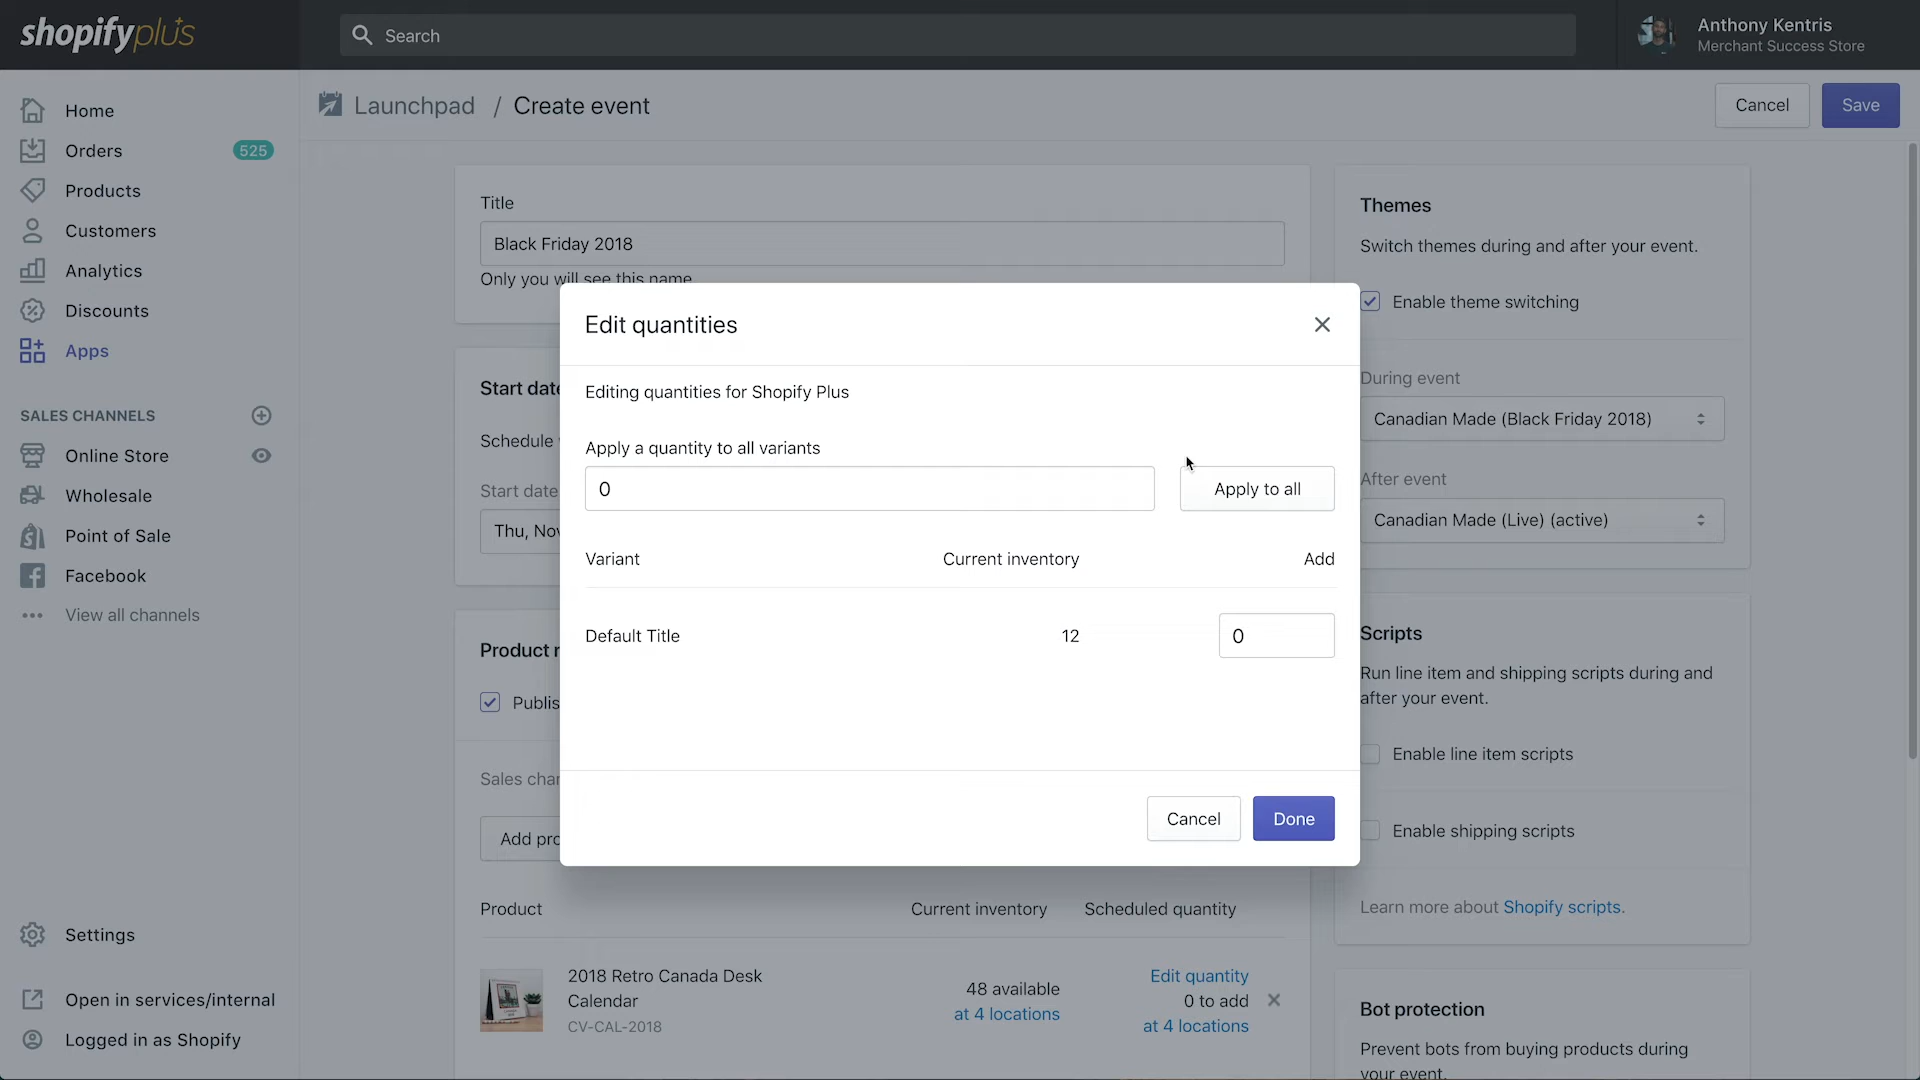 shopifyplus
Search
Anthony Kentris
Merchant Success Store
Home
Orders 525
Products
Customers
Analytics
Discounts
Apps
SALES CHANNELS
Online Store
Wholesale
Point of Sale
Facebook
View all channels
Settings
Open in services/internal
Logged in as Shopify
Launchpad / Create event
Cancel
Save
Title
Black Friday 2018
Only you will see this name
Start date
Schedule
Start date
Thu, Nov
Product
Publis
Sales
Add
Edit quantities
Editing quantities for Shopify Plus
Apply a quantity to all variants
0
Apply to all
Variant Current inventory Add
Default Title 12 0
Cancel
Done
Product Current inventory Scheduled quantity
2018 Retro Canada Desk
Calendar
CV-CAL-2018
48 available
at 4 locations
Edit quantity
0 to add
at 4 locations
Themes
Switch themes during and after your event.
Enable theme switching
During event
Canadian Made (Black Friday 2018)
After event
Canadian Made (Live) (active)
Scripts
Run line item and shipping scripts during and
after your event.
Enable line item scripts
Enable shipping scripts
Learn more about Shopify scripts.
Bot protection
Prevent bots from buying products during
your event.